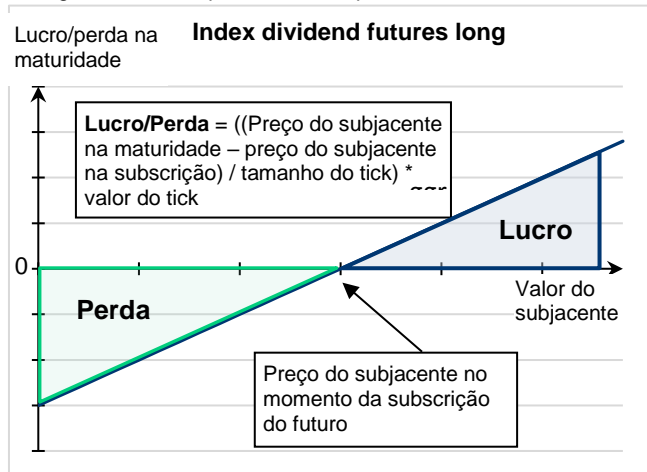 Index dividend futures long
Lucro/perda na
maturidade
Lucro/Perda = ((Preço do subjacente
na maturidade – preço do subjacente
na subscrição) / tamanho do tick) *
valor do tick
Lucro
0
Valor do
subjacente
Perda
Preço do subjacente no
momento da subscrição
do futuro